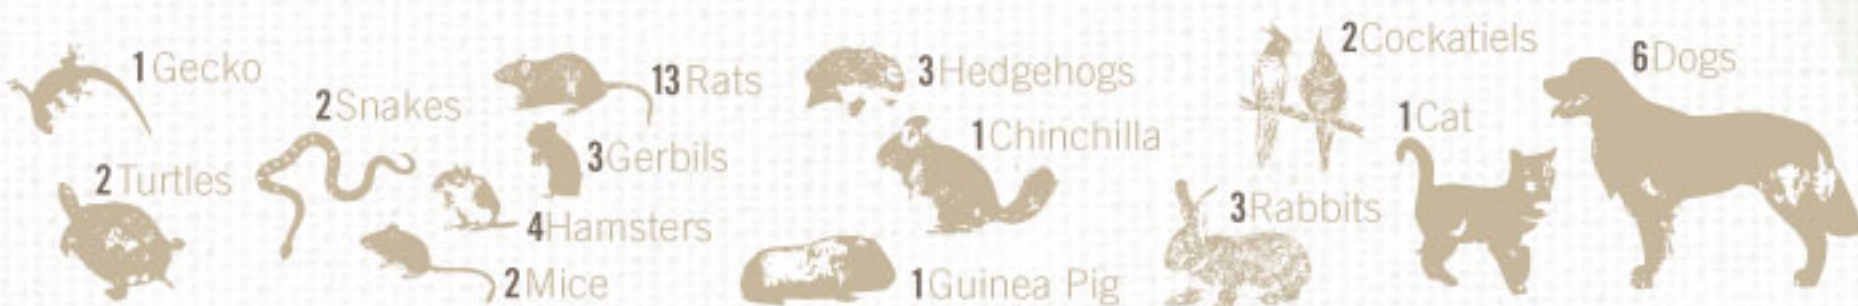 1 Gecko
2 Snakes
2 Turtles
13 Rats
3 Gerbils
4 Hamsters
2 Mice
3 Hedgehogs
1 Chinchilla
1 Guinea Pig
2 Cockatiels
3 Rabbits
1 Cat
6 Dogs